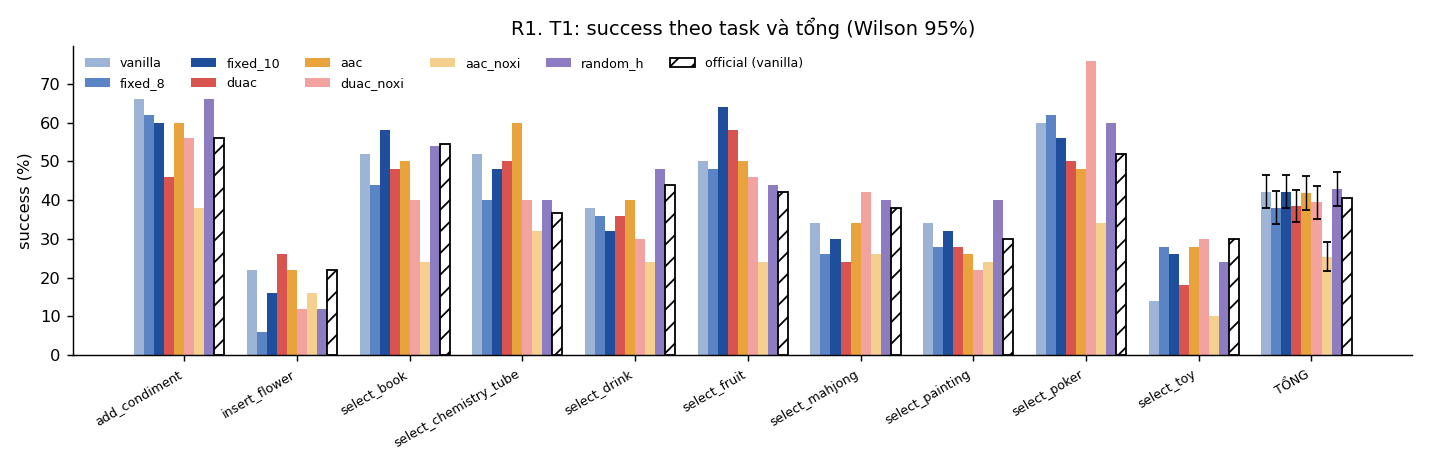 R1. T1: success theo task và tổng (Wilson 95%)
vanilla fixed_10 aac aac_noxi random_h official (vanilla)
fixed_8 duac duac_noxi
success (%)
70
60
50
40
30
20
10
0
add_condiment
insert_flower
select_book
select_chemistry_tube
select_drink
select_fruit
select_mahjong
select_painting
select_poker
select_toy
TỔNG